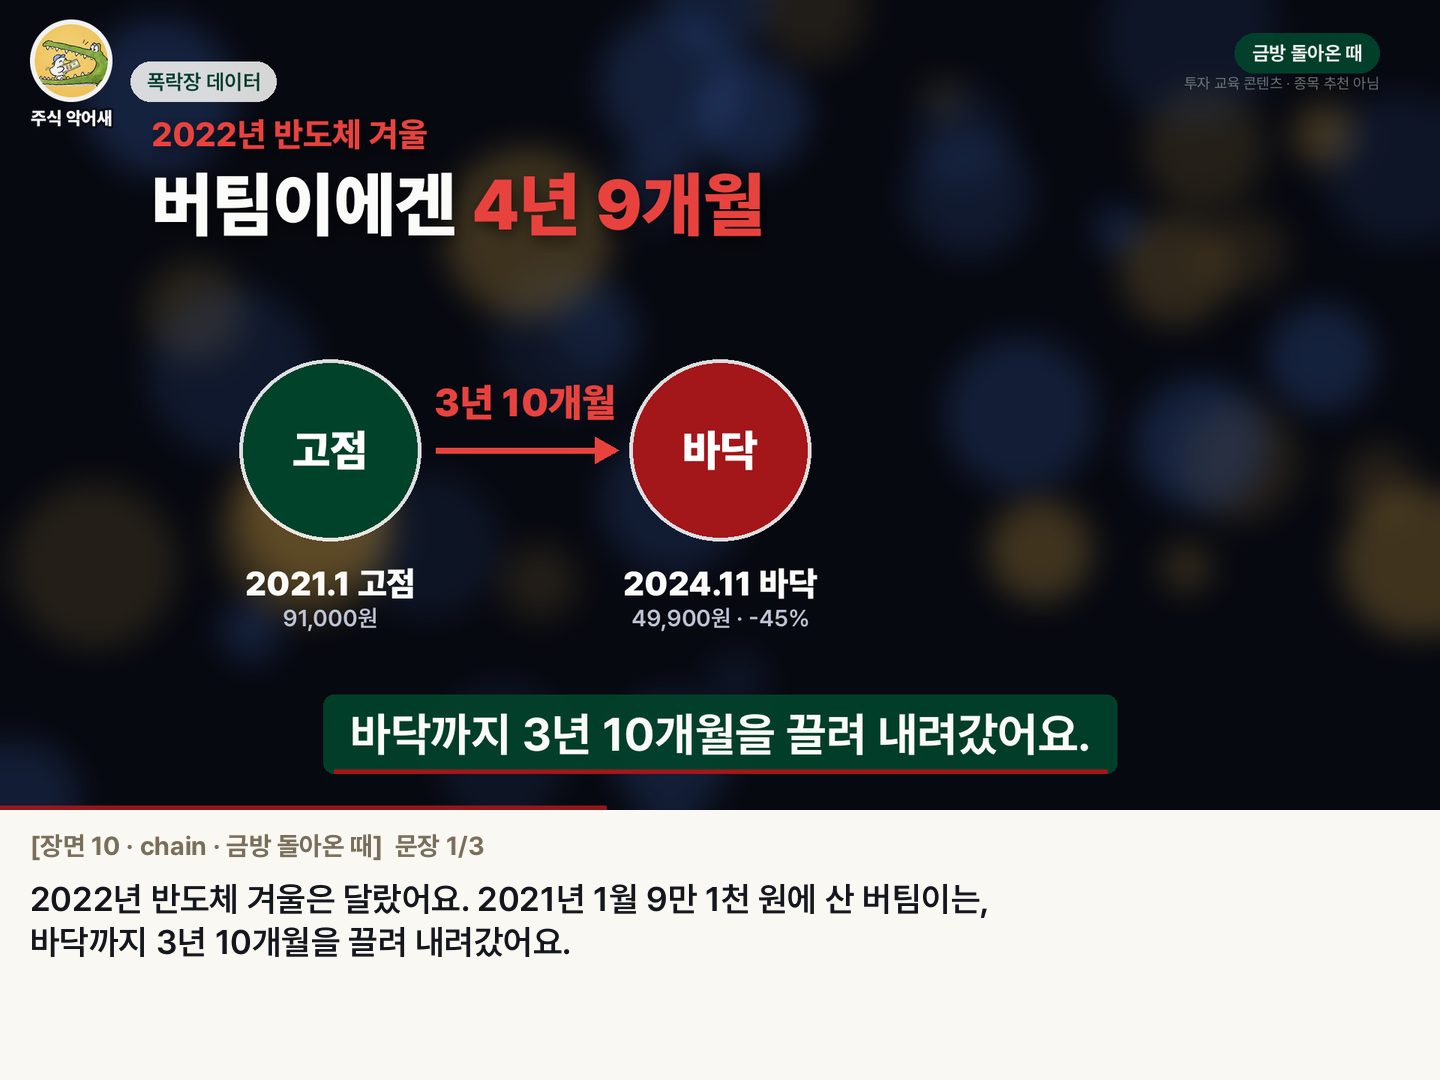 주식 악어새
폭락장 데이터
금방 돌아온 때
투자 교육 콘텐츠 · 종목 추천 아님
2022년 반도체 겨울
버팀이에겐 4년 9개월
고점
3년 10개월
바닥
2021.1 고점
91,000원
2024.11 바닥
49,900원 · -45%
바닥까지 3년 10개월을 끌려 내려갔어요.
[장면 10 · chain · 금방 돌아온 때] 문장 1/3
2022년 반도체 겨울은 달랐어요. 2021년 1월 9만 1천 원에 산 버팀이는,
바닥까지 3년 10개월을 끌려 내려갔어요.